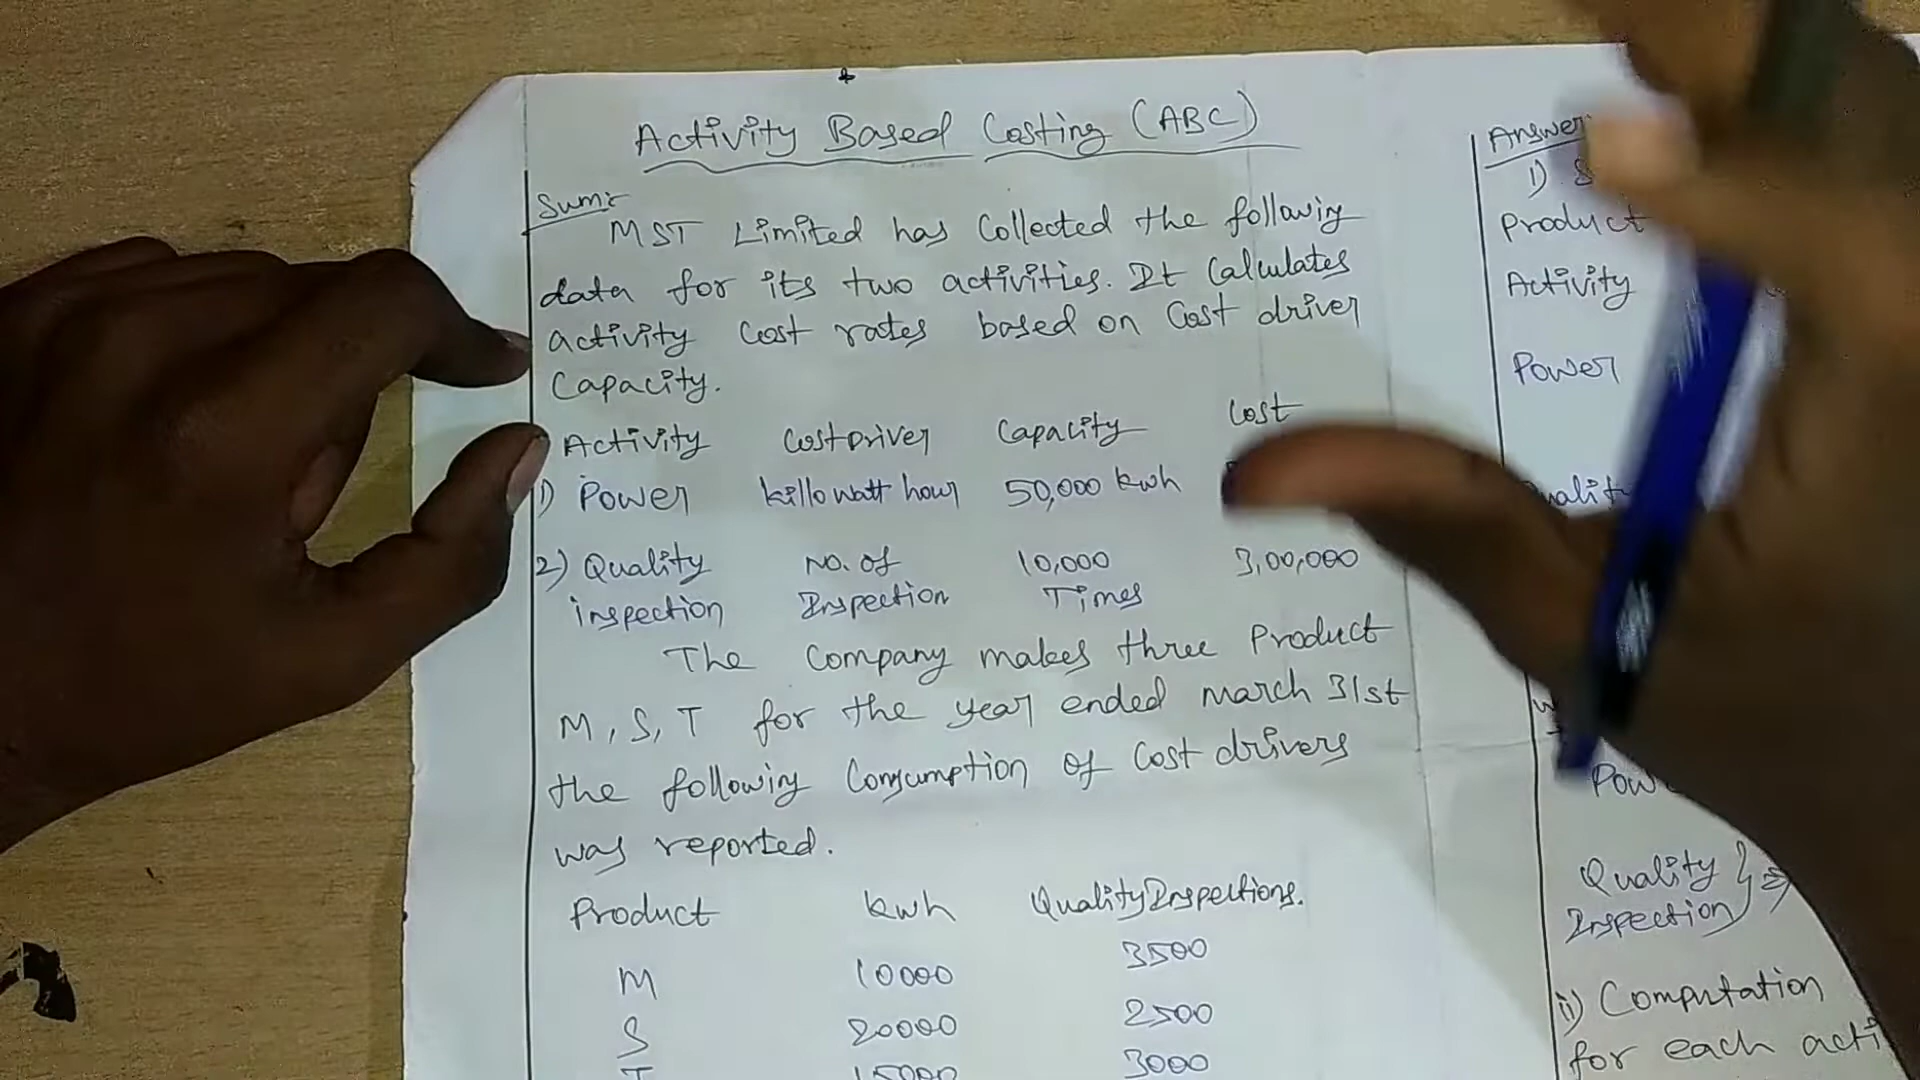 Activity Based Costing (ABC)
Sum:
MST Limited has Collected the following
data for its two activities. It Calculates
activity Cost rates based on Cost driver
Capacity.
Activity Cost Driver Capacity Cost
1) Power killo watt hour 50,000 kwh
2) Quality No. of 10,000 3,00,000
inspection Inspection Times
The Company makes three Product
M, S, T for the year ended march 31st
the following Consumption of Cost drivers
was reported.
Product kwh Quality Inspections.
M 10000 3500
S 20000 2500
T 15000 3000
Answer
1)
Product
Activity
Power
Quality
Inspection
ii) Computation
for each